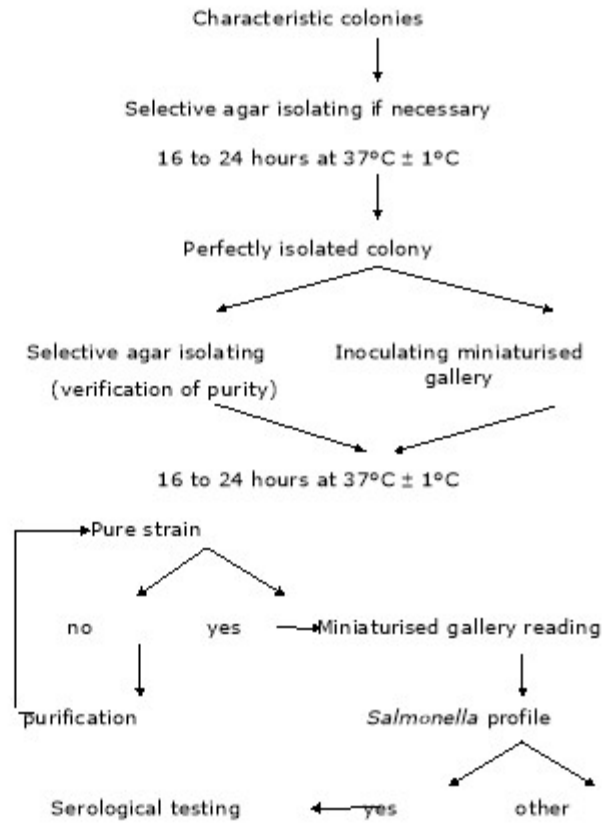 Characteristic colonies
Selective agar isolating if necessary
16 to 24 hours at 37°C ± 1°C
Perfectly isolated colony
Selective agar isolating
(verification of purity)
Inoculating miniaturised
gallery
16 to 24 hours at 37°C ± 1°C
Pure strain
no
yes
Miniaturised gallery reading
purification
Salmonella profile
Serological testing
yes
other